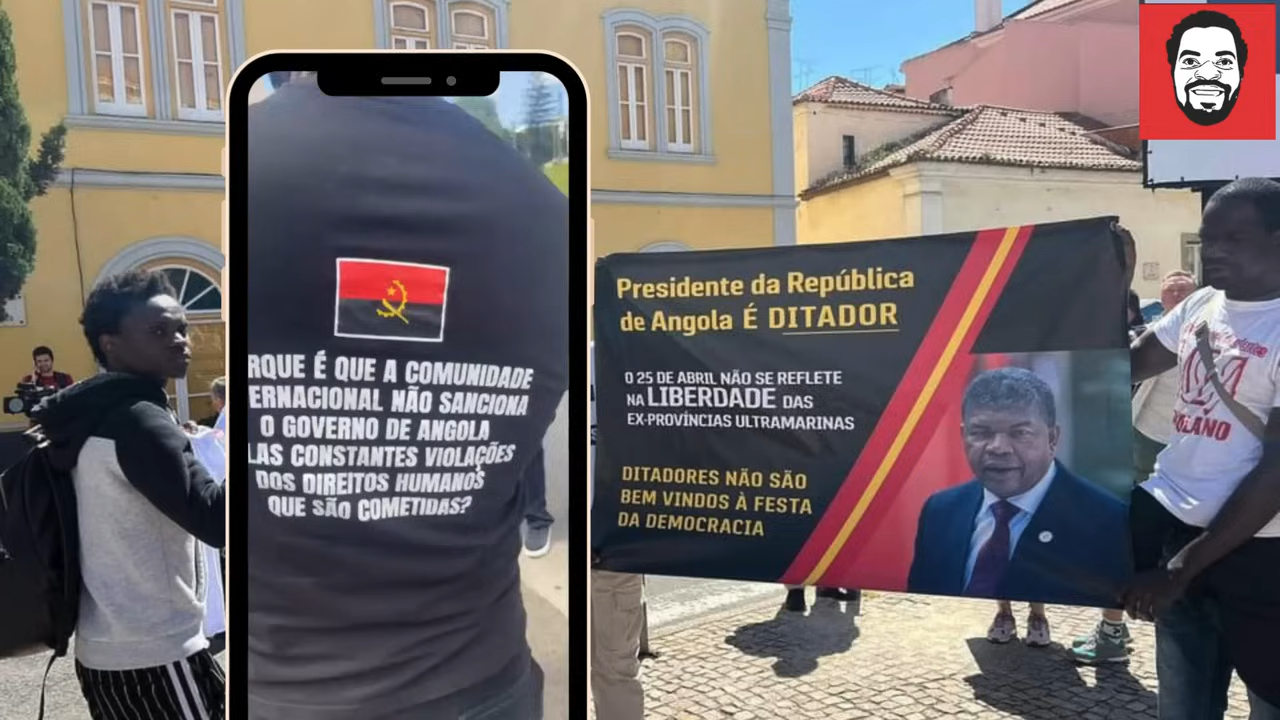 RQUE É QUE A COMUNIDADE
ERNACIONAL NÃO SANCIONA
O GOVERNO DE ANGOLA
LAS CONSTANTES VIOLAÇÕES
DOS DIREITOS HUMANOS
QUE SÃO COMETIDAS?
Presidente da República
de Angola É DITADOR
O 25 DE ABRIL NÃO SE REFLETE
NA LIBERDADE DAS
EX-PROVÍNCIAS ULTRAMARINAS
DITADORES NÃO SÃO
BEM VINDOS À FESTA
DA DEMOCRACIA